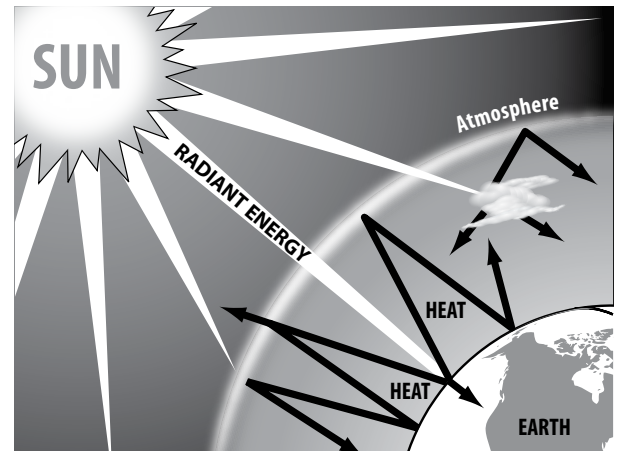 SUN
Atmosphere
RADIANT ENERGY
HEAT
HEAT
EARTH